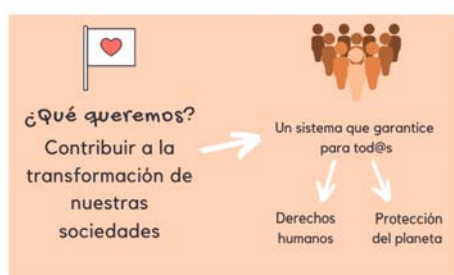 ¿Qué queremos?
Contribuir a la
transformación de
nuestras
sociedades
Un sistema que garantice
para tod@s
Derechos
humanos
Protección
del planeta